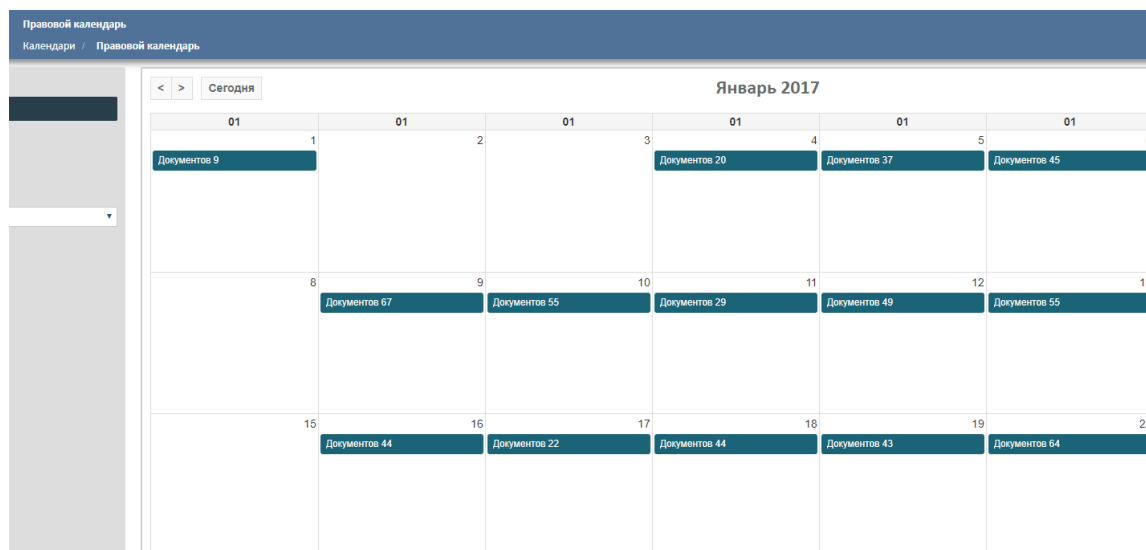 Правовой календарь
Календари / Правовой календарь
< > Сегодня
Январь 2017
01 01 01 01 01 01
1 2 3 4 5
Документов 9 Документов 20 Документов 37 Документов 45
8 9 10 11 12 1
Документов 67 Документов 55 Документов 29 Документов 49 Документов 55
15 16 17 18 19 2
Документов 44 Документов 22 Документов 44 Документов 43 Документов 64